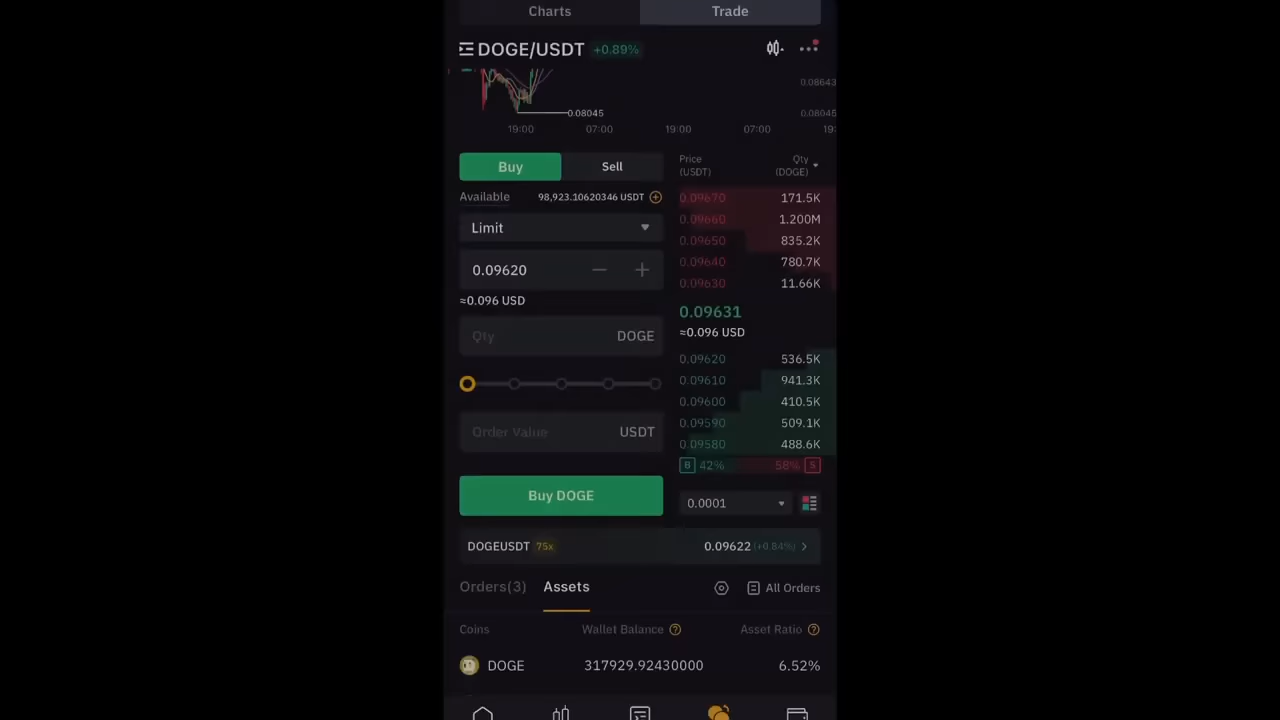 Charts Trade
DOGE/USDT +0.89%
0.08643
0.08045 0.08045
19:00 07:00 19:00 07:00 19:
Buy Sell
Price (USDT) Qty (DOGE)
Available 98,923.10620346 USDT
0.09670 171.5K
Limit
0.09660 1.200M
0.09650 835.2K
0.09620
0.09640 780.7K
0.09630 11.66K
≈0.096 USD
0.09631
≈0.096 USD
Qty DOGE
0.09620 536.5K
0.09610 941.3K
0.09600 410.5K
0.09590 509.1K
Order Value USDT
0.09580 488.6K
B 42% 58% S
Buy DOGE
0.0001
DOGEUSDT 75x 0.09622 (+0.84%)
Orders(3) Assets All Orders
Coins Wallet Balance Asset Ratio
DOGE 317929.92430000 6.52%